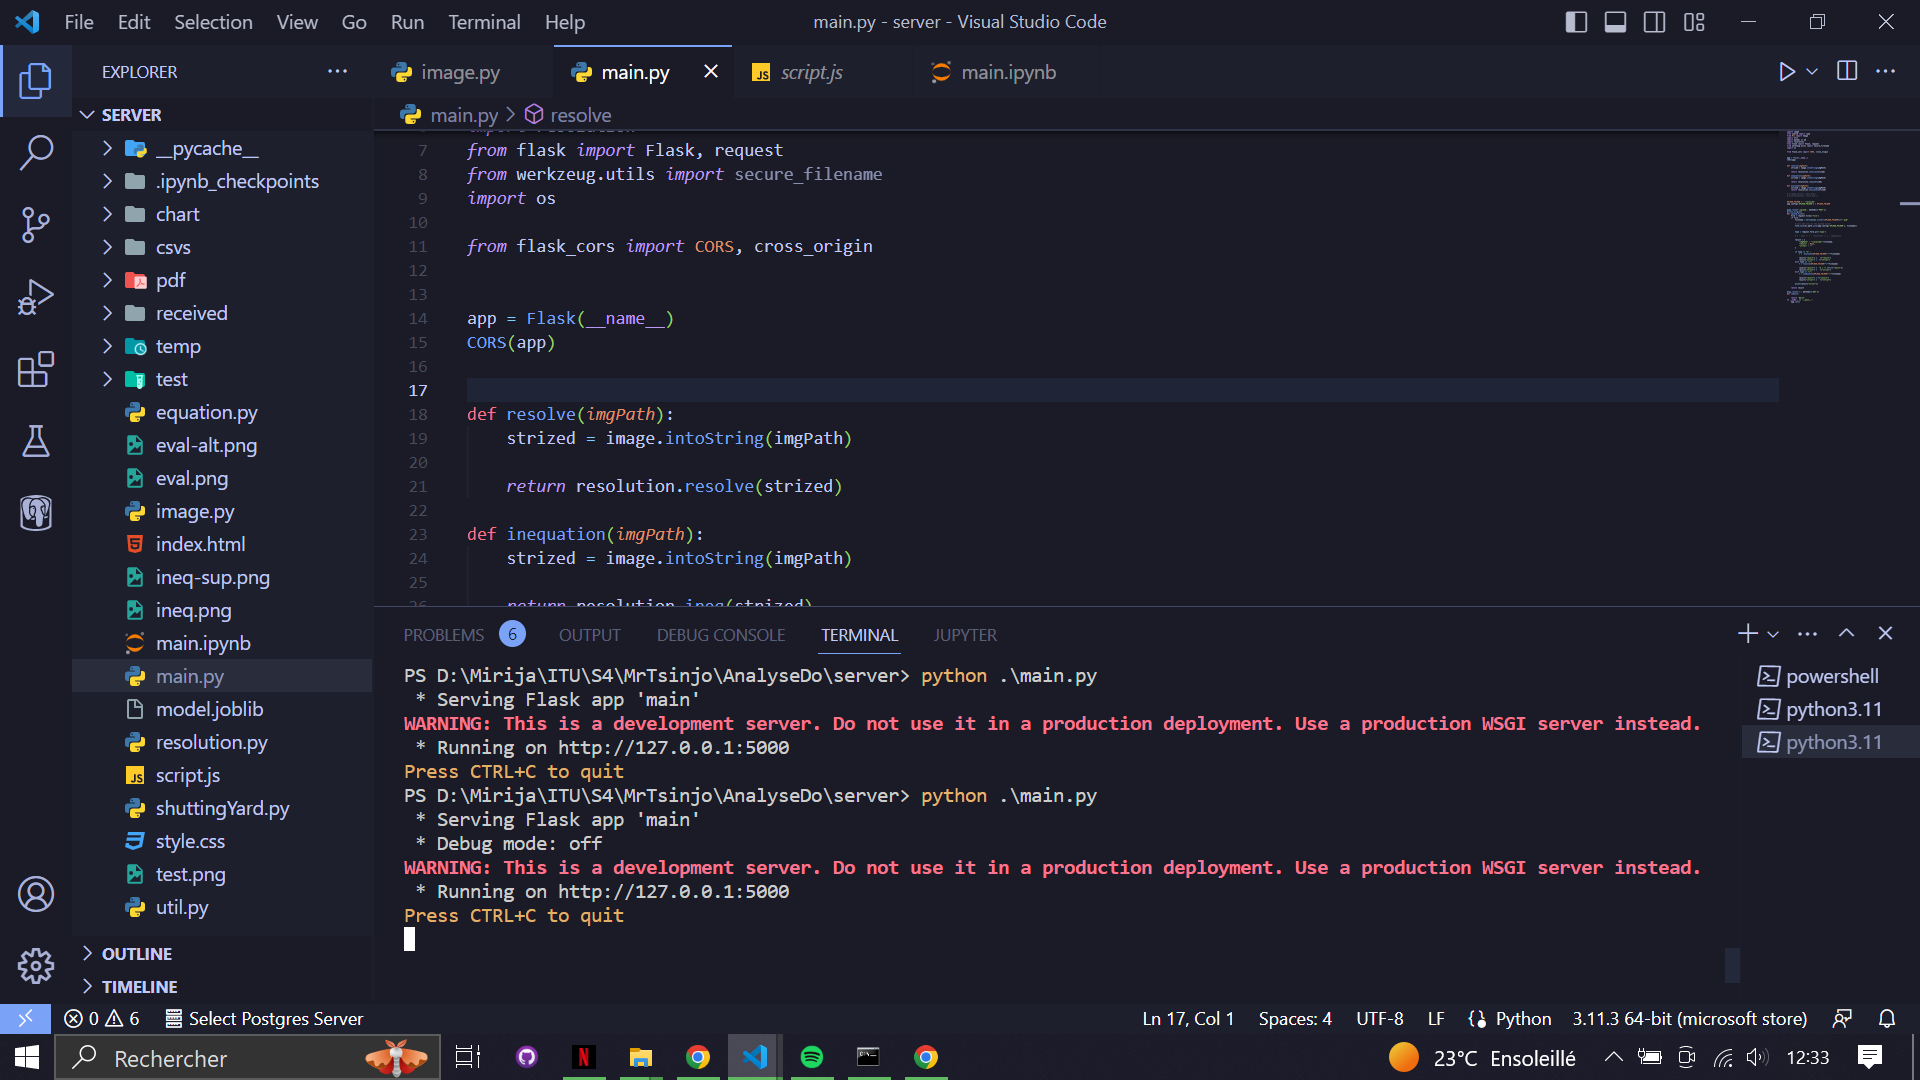 File Edit Selection View Go Run Terminal Help
main.py - server - Visual Studio Code
EXPLORER
image.py
main.py
script.js
main.ipynb
SERVER
main.py > resolve
__pycache__
.ipynb_checkpoints
chart
csvs
pdf
received
temp
test
equation.py
eval-alt.png
eval.png
image.py
index.html
ineq-sup.png
ineq.png
main.ipynb
main.py
model.joblib
resolution.py
script.js
shuttingYard.py
style.css
test.png
util.py
OUTLINE
TIMELINE
7 from flask import Flask, request
8 from werkzeug.utils import secure_filename
9 import os
10
11 from flask_cors import CORS, cross_origin
12
13
14 app = Flask(__name__)
15 CORS(app)
16
17
18 def resolve(imgPath):
19 strized = image.intoString(imgPath)
20
21 return resolution.resolve(strized)
22
23 def inequation(imgPath):
24 strized = image.intoString(imgPath)
25
26 return resolution.ineq(strized)
PROBLEMS 6 OUTPUT DEBUG CONSOLE TERMINAL JUPYTER
PS D:\Mirija\ITU\S4\MrTsinjo\AnalyseDo\server> python .\main.py
* Serving Flask app 'main'
WARNING: This is a development server. Do not use it in a production deployment. Use a production WSGI server instead.
* Running on http://127.0.0.1:5000
Press CTRL+C to quit
PS D:\Mirija\ITU\S4\MrTsinjo\AnalyseDo\server> python .\main.py
* Serving Flask app 'main'
* Debug mode: off
WARNING: This is a development server. Do not use it in a production deployment. Use a production WSGI server instead.
* Running on http://127.0.0.1:5000
Press CTRL+C to quit
powershell
python3.11
python3.11
0 6 Select Postgres Server
Ln 17, Col 1 Spaces: 4 UTF-8 LF Python 3.11.3 64-bit (microsoft store)
Rechercher
23°C Ensoleillé
12:33